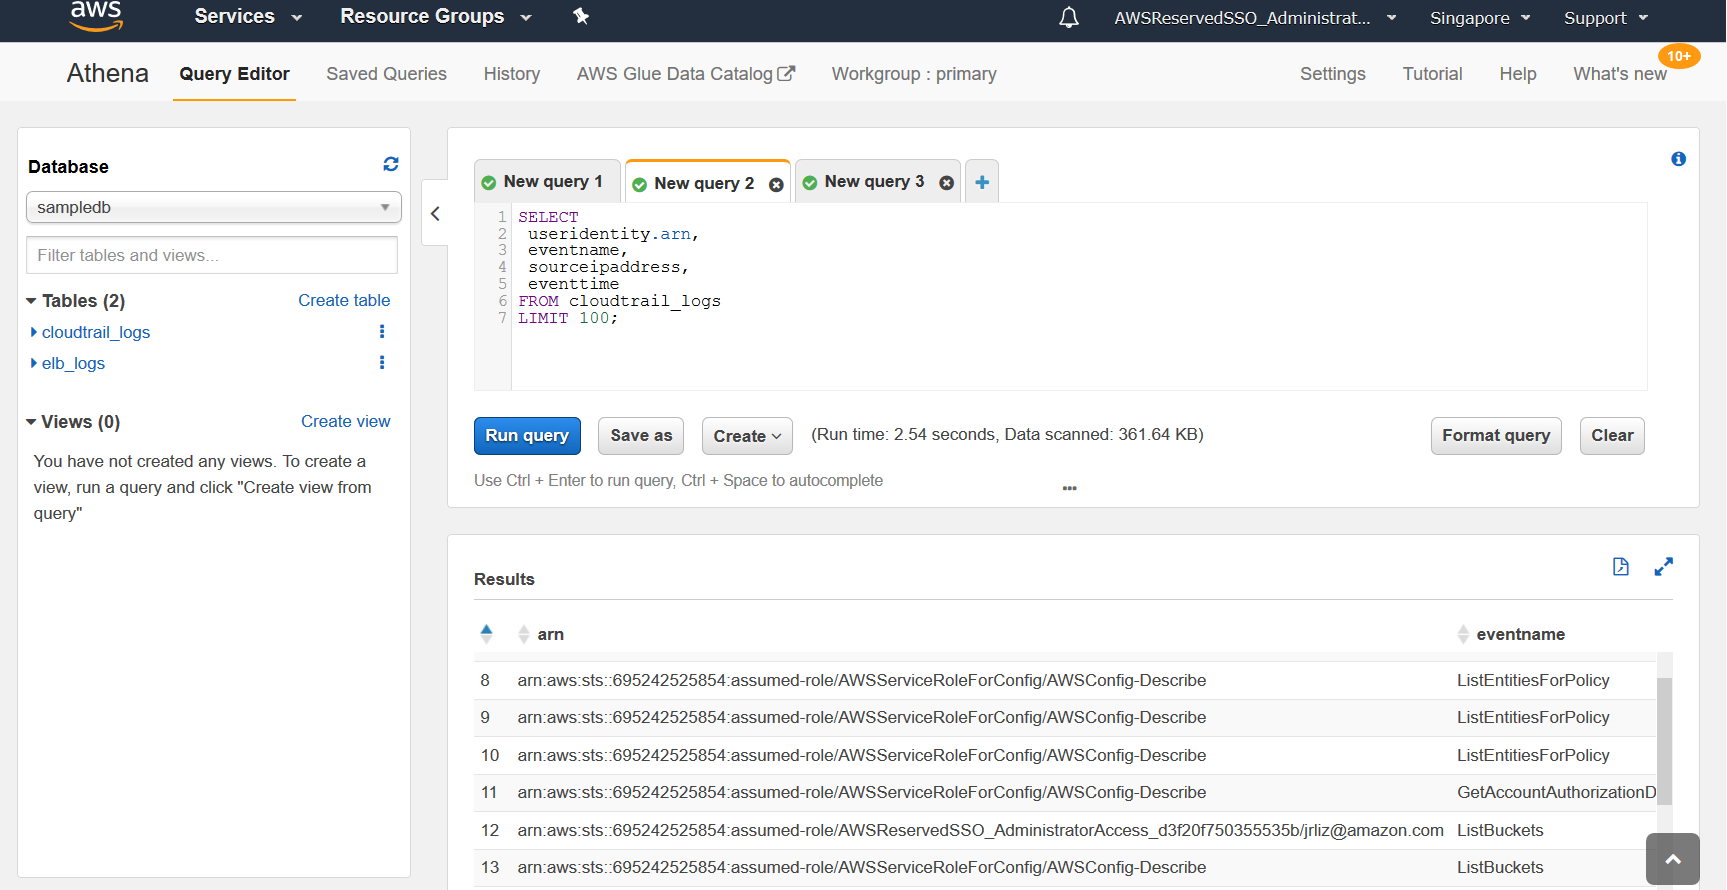 aws
Services
Resource Groups
AWSReservedSSO_Administrat...
Singapore
Support
Athena
Query Editor
Saved Queries
History
AWS Glue Data Catalog
Workgroup : primary
Settings
Tutorial
Help
What's new
10+
Database
sampledb
Filter tables and views...
Tables (2)
Create table
cloudtrail_logs
elb_logs
Views (0)
Create view
You have not created any views. To create a
view, run a query and click "Create view from
query"
New query 1
New query 2
New query 3
1 SELECT
2 useridentity.arn,
3 eventname,
4 sourceipaddress,
5 eventtime
6 FROM cloudtrail_logs
7 LIMIT 100;
Run query
Save as
Create
(Run time: 2.54 seconds, Data scanned: 361.64 KB)
Format query
Clear
Use Ctrl + Enter to run query, Ctrl + Space to autocomplete
Results
arn eventname
8 arn:aws:sts::695242525854:assumed-role/AWSServiceRoleForConfig/AWSConfig-Describe ListEntitiesForPolicy
9 arn:aws:sts::695242525854:assumed-role/AWSServiceRoleForConfig/AWSConfig-Describe ListEntitiesForPolicy
10 arn:aws:sts::695242525854:assumed-role/AWSServiceRoleForConfig/AWSConfig-Describe ListEntitiesForPolicy
11 arn:aws:sts::695242525854:assumed-role/AWSServiceRoleForConfig/AWSConfig-Describe GetAccountAuthorizationD
12 arn:aws:sts::695242525854:assumed-role/AWSReservedSSO_AdministratorAccess_d3f20f750355535b/jrliz@amazon.com ListBuckets
13 arn:aws:sts::695242525854:assumed-role/AWSServiceRoleForConfig/AWSConfig-Describe ListBuckets